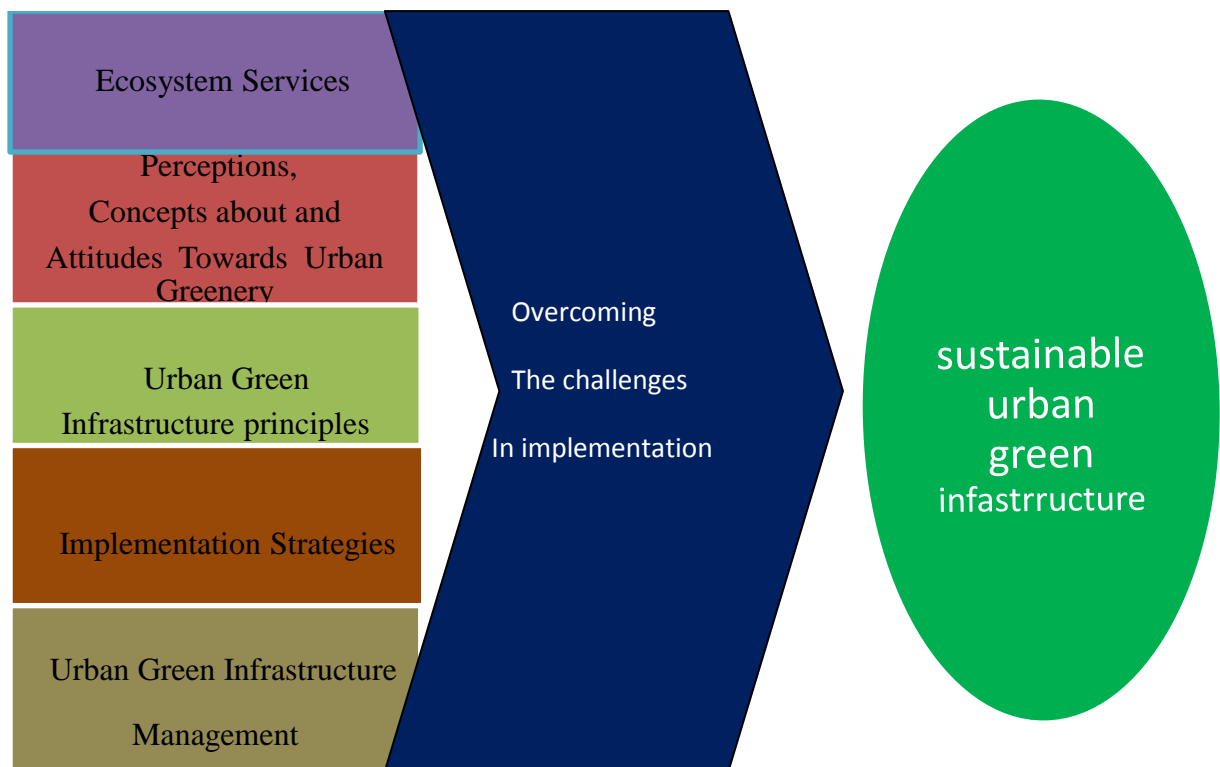 Ecosystem Services
Perceptions,
Concepts about and
Attitudes Towards Urban
Greenery
Urban Green
Infrastructure principles
Implementation Strategies
Urban Green Infrastructure
Management
Overcoming
The challenges
In implementation
sustainable
urban
green
infastrructure